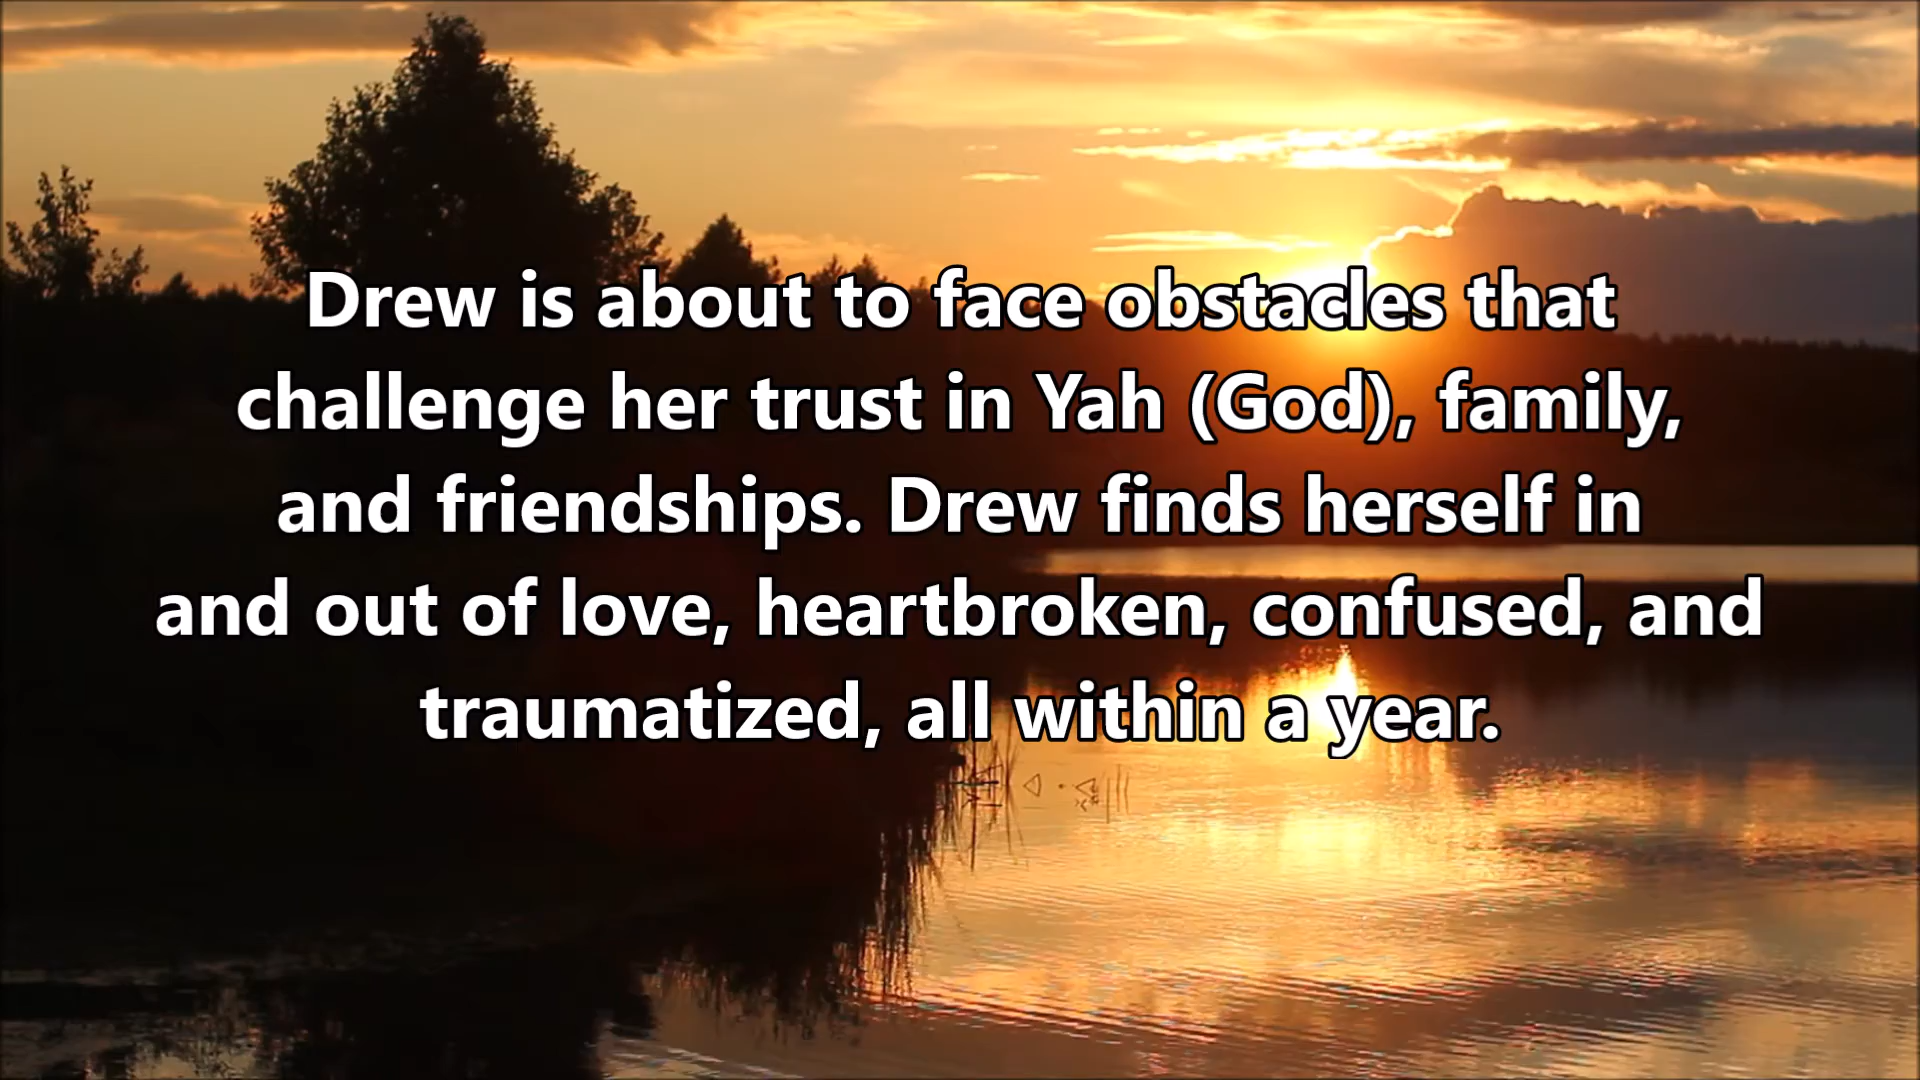 Drew is about to face obstacles that
challenge her trust in Yah (God), family,
and friendships. Drew finds herself in
and out of love, heartbroken, confused, and
traumatized, all within a year.